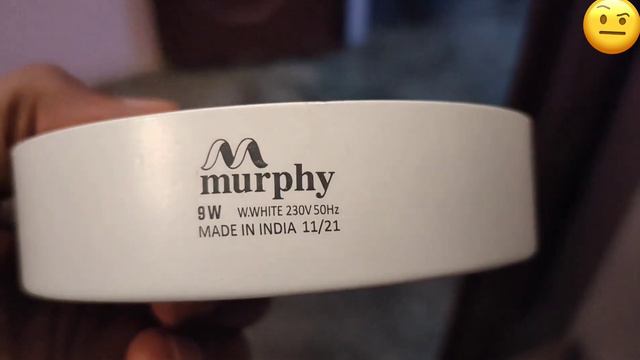 murphy
9W W.WHITE 230V 50Hz
MADE IN INDIA 11/21